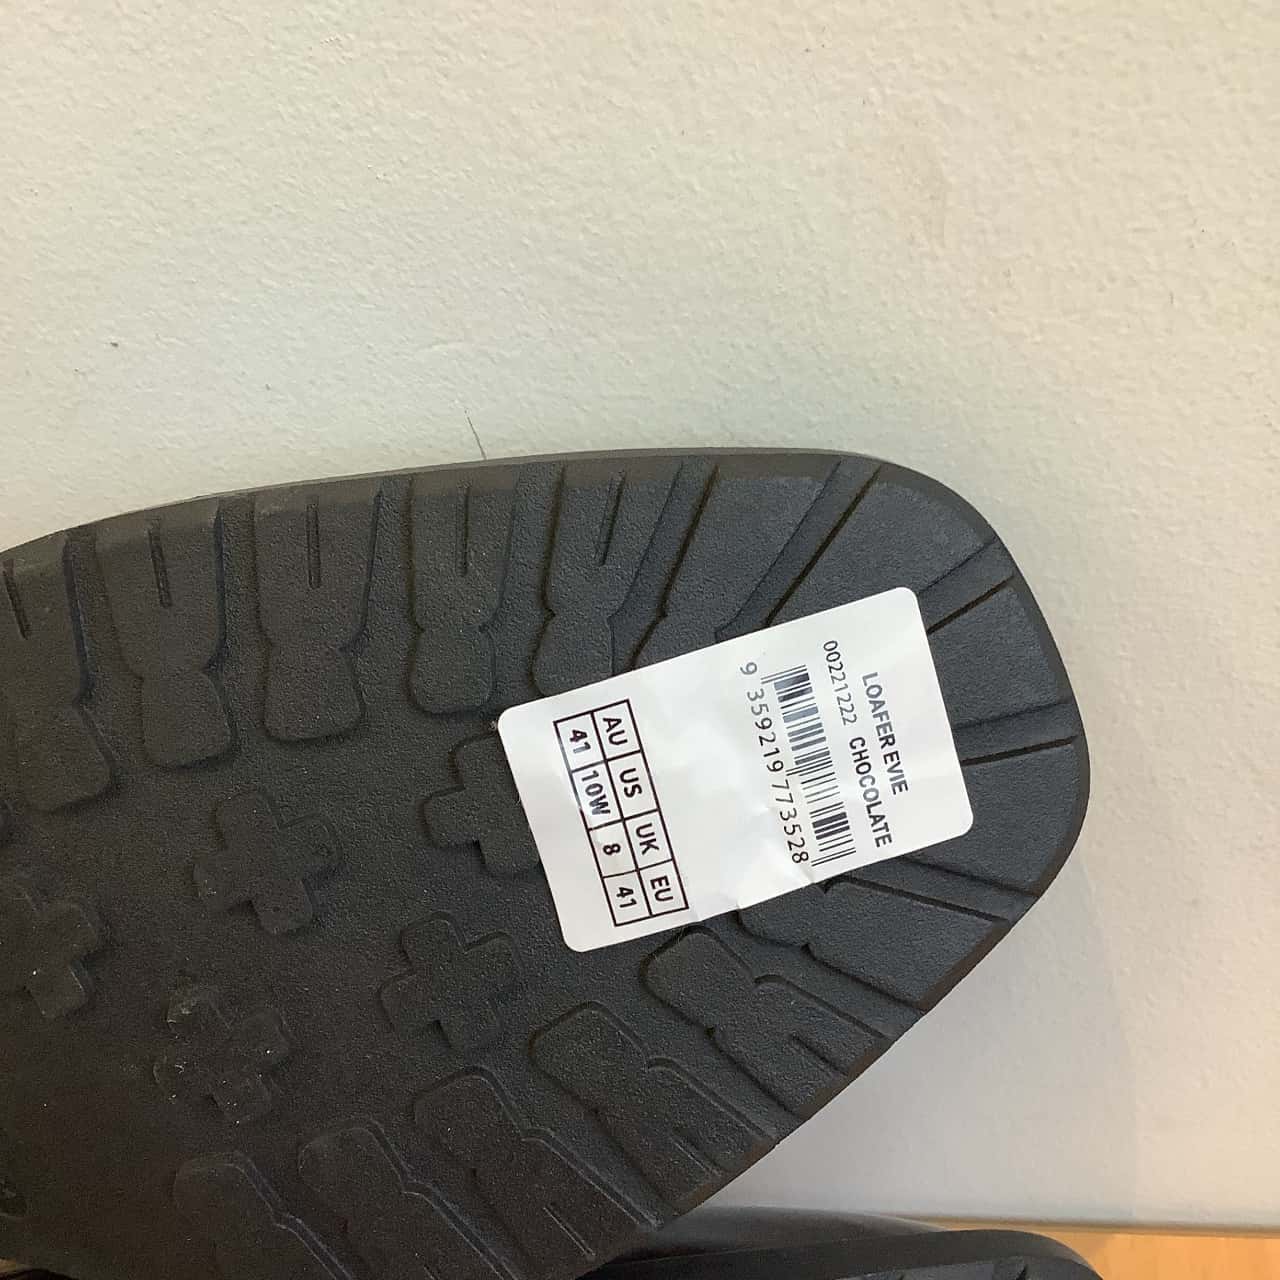 LOAFER EVIE
00221222 CHOCOLATE
9 359219 773528
AU US UK EU
41 10W 8 41